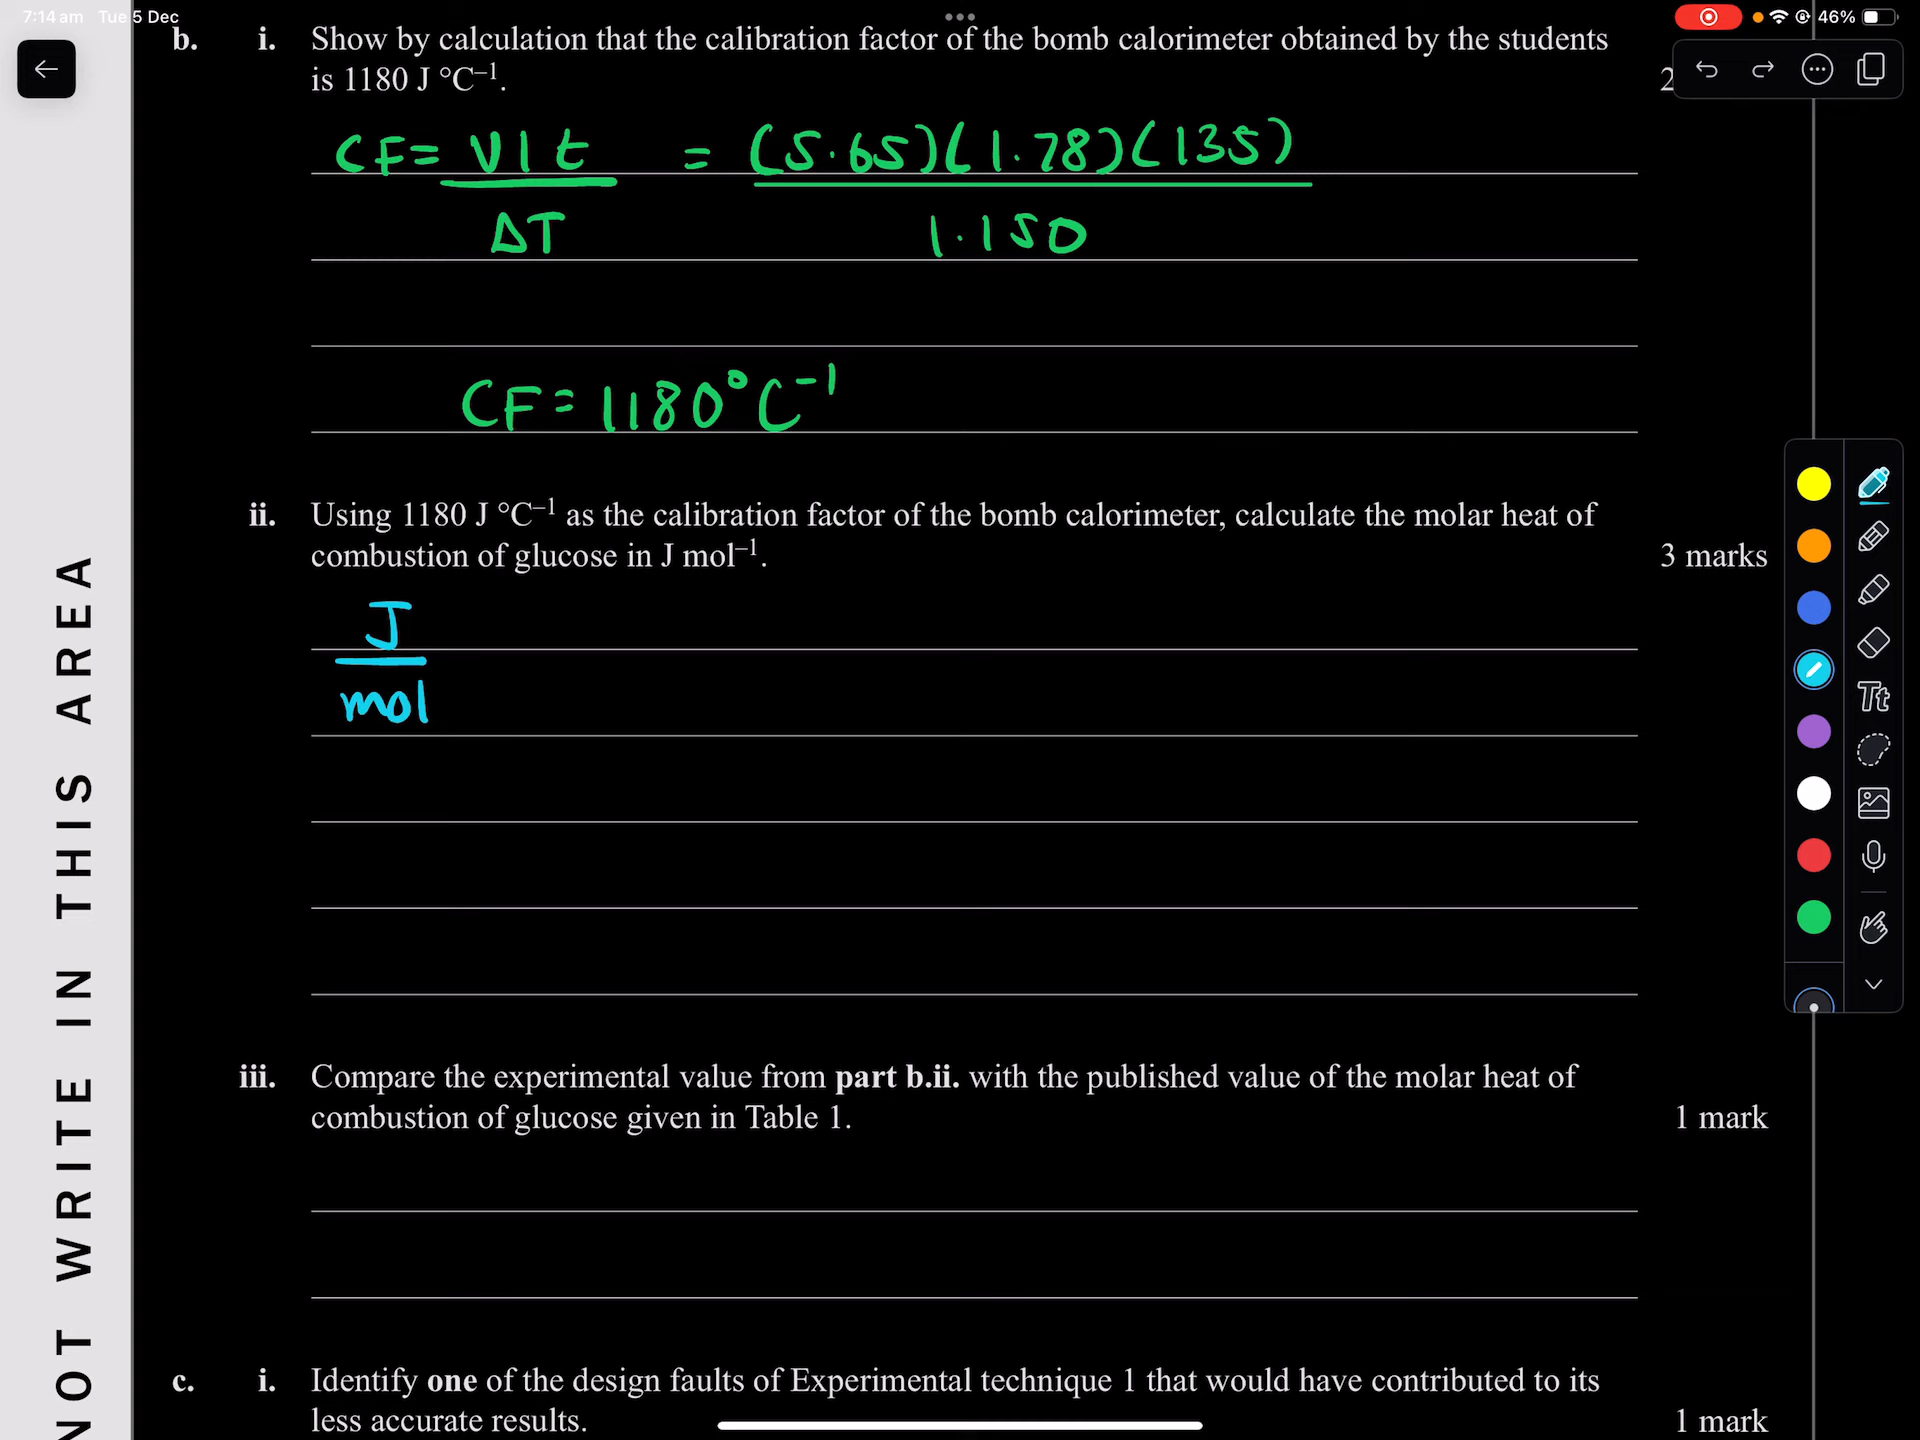 7:14 am Tue 5 Dec
46%
b. i. Show by calculation that the calibration factor of the bomb calorimeter obtained by the students
is 1180 J °C⁻¹.
2
CF = VIt / ΔT = (5.65)(1.78)(135) / 1.150
CF = 1180°C⁻¹
ii. Using 1180 J °C⁻¹ as the calibration factor of the bomb calorimeter, calculate the molar heat of
combustion of glucose in J mol⁻¹.
3 marks
J
mol
iii. Compare the experimental value from part b.ii. with the published value of the molar heat of
combustion of glucose given in Table 1.
1 mark
c. i. Identify one of the design faults of Experimental technique 1 that would have contributed to its
less accurate results.
1 mark
NOT WRITE IN THIS AREA
Tt